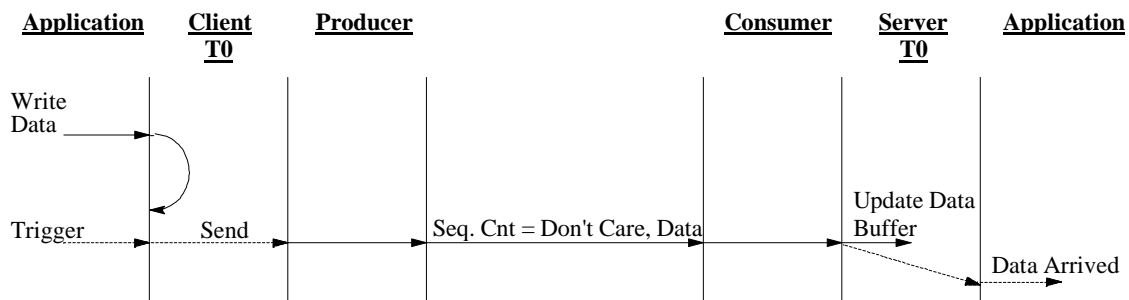 Application Client Producer Consumer Server Application
T0 T0
Write
Data
Update Data
Trigger Send Seq. Cnt = Don't Care, Data Buffer
Data Arrived